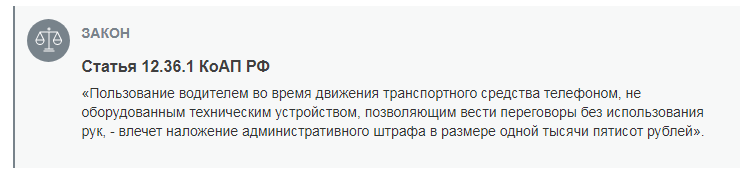 ЗАКОН
Статья 12.36.1 КоАП РФ
«Пользование водителем во время движения транспортного средства телефоном, не
оборудованным техническим устройством, позволяющим вести переговоры без использования
рук, - влечет наложение административного штрафа в размере одной тысячи пятисот рублей».